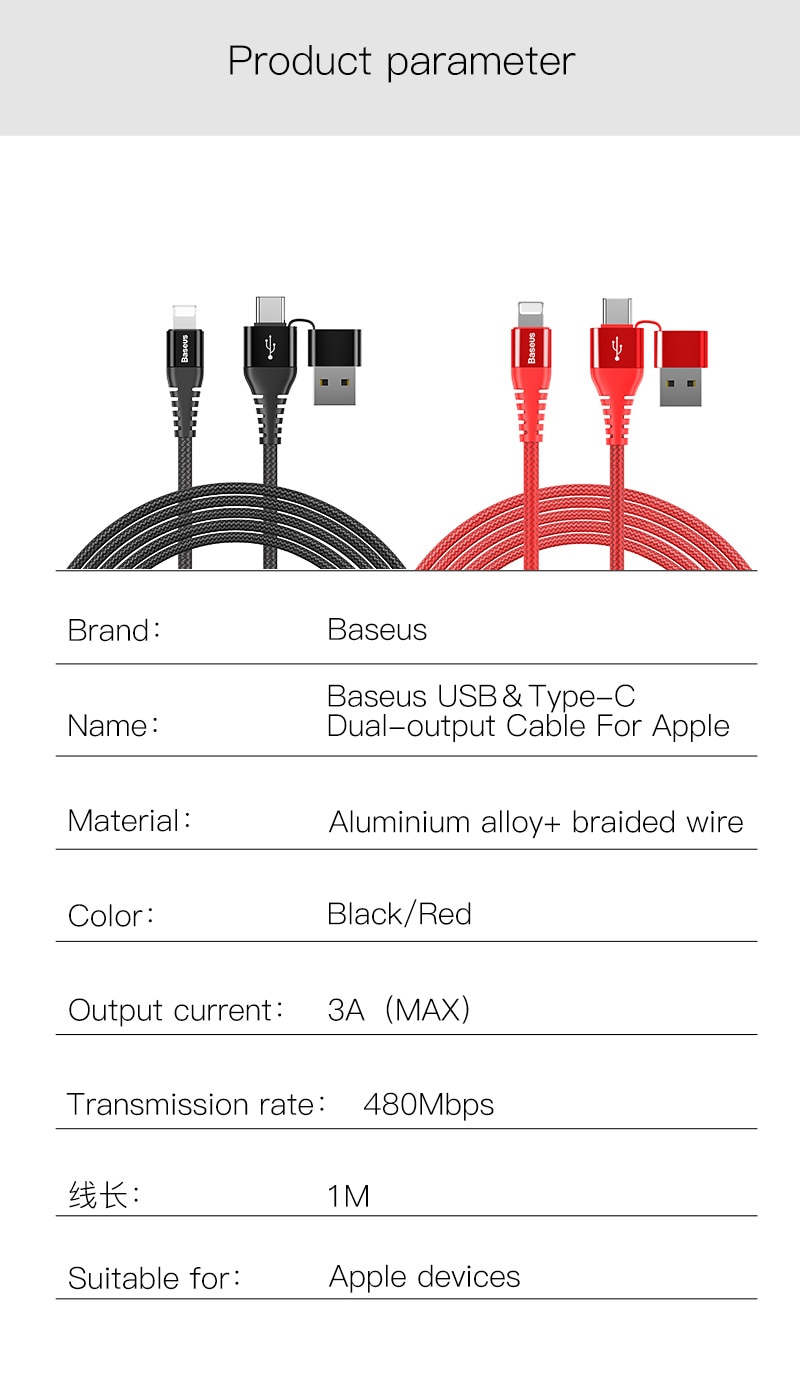 Product parameter
Baseus
Baseus
Brand: Baseus
Name: Baseus USB&Type-C
Dual-output Cable For Apple
Material: Aluminium alloy+ braided wire
Color: Black/Red
Output current: 3A (MAX)
Transmission rate: 480Mbps
线长: 1M
Suitable for: Apple devices